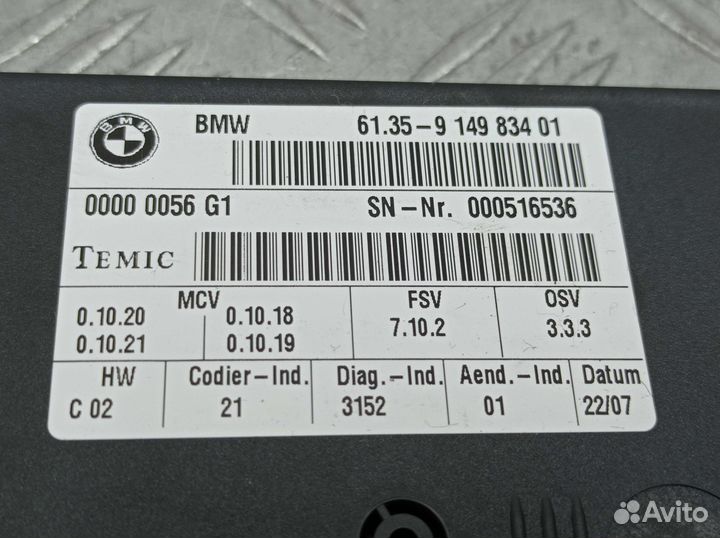 BMW
BMW 61.35-9 149 834 01
0000 0056 G1 SN-Nr. 000516536
TEMIC
MCV FSV OSV
0.10.20 0.10.18 7.10.2 3.3.3
0.10.21 0.10.19
HW Codier-Ind. Diag.-Ind. Aend.-Ind. Datum
C 02 21 3152 01 22/07
Avito